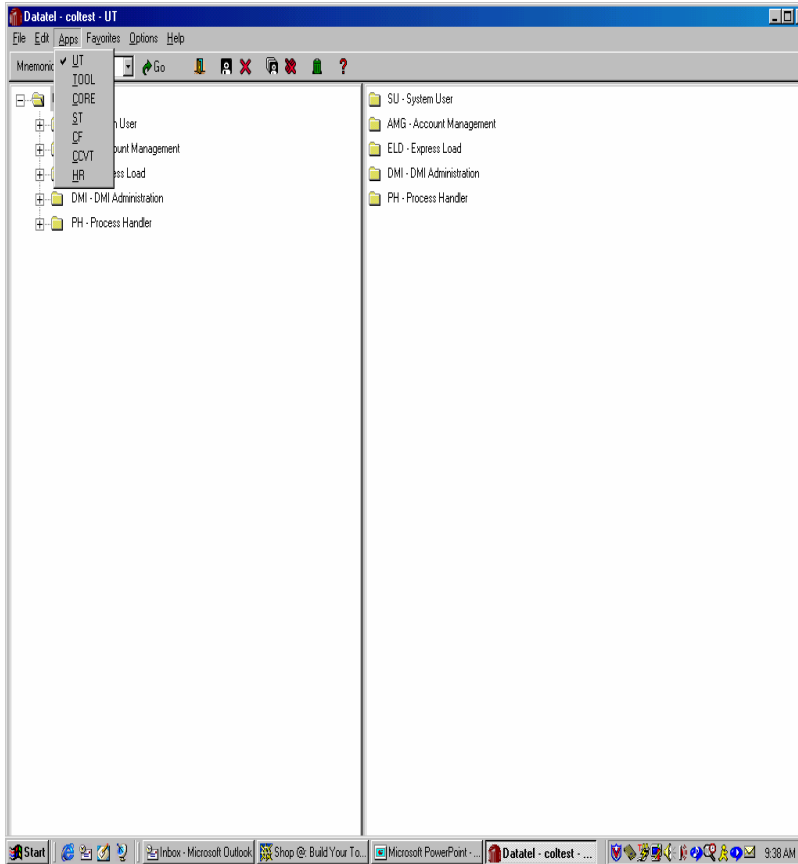 Datatel - coltest - UT
File Edit Apps Favorites Options Help
Mnemonic Go ?
UT
TOOL
CORE
ST
CF
CCVT
HR
User
Management
Load
DMI - DMI Administration
PH - Process Handler
SU - System User
AMG - Account Management
ELD - Express Load
DMI - DMI Administration
PH - Process Handler
Start Inbox - Microsoft Outlook Shop @: Build Your To... Microsoft PowerPoint - ... Datatel - coltest - ... 9:38 AM